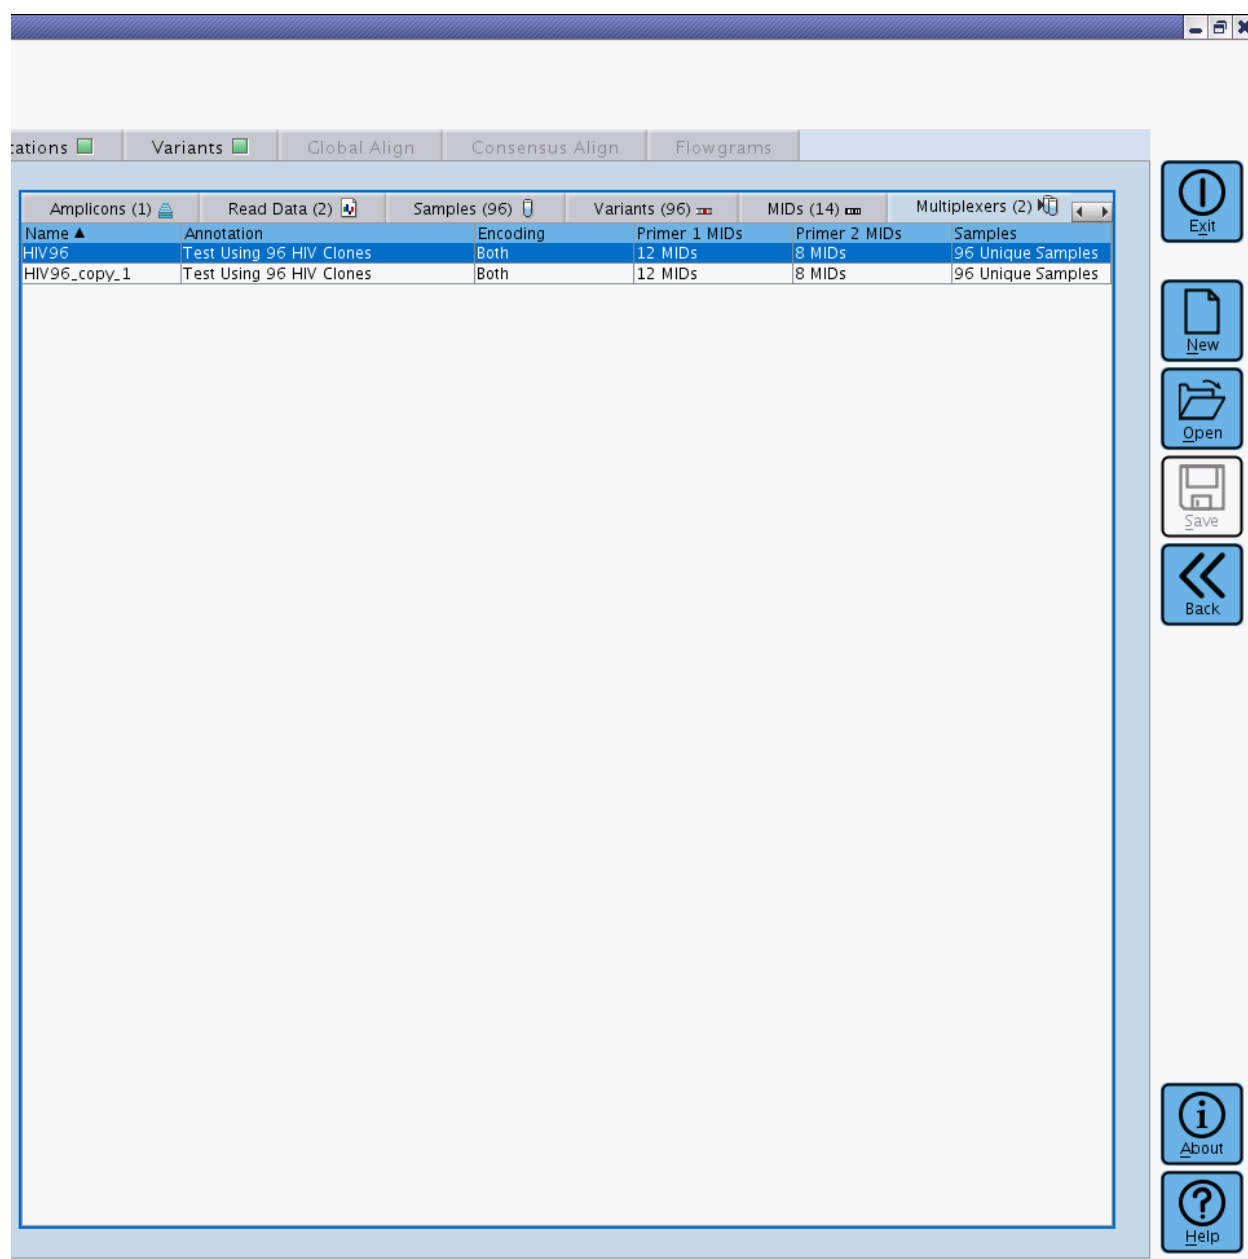 ations Variants Global Align Consensus Align Flowgrams
Amplicons (1) Read Data (2) Samples (96) Variants (96) MIDs (14) Multiplexers (2)
Name ▲ Annotation Encoding Primer 1 MIDs Primer 2 MIDs Samples
HIV96 Test Using 96 HIV Clones Both 12 MIDs 8 MIDs 96 Unique Samples
HIV96_copy_1 Test Using 96 HIV Clones Both 12 MIDs 8 MIDs 96 Unique Samples
Exit
New
Open
Save
Back
About
Help